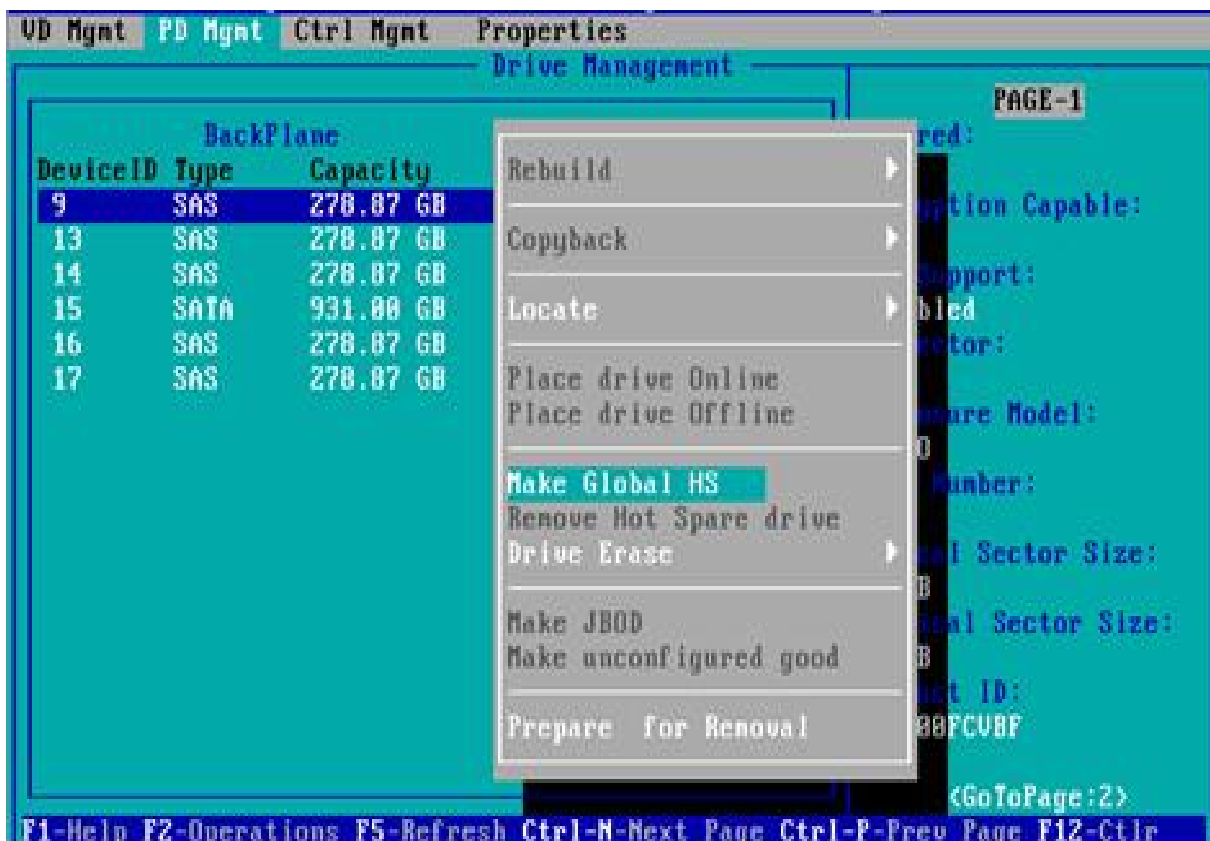 VD Mgmt PD Mgmt Ctrl Mgmt Properties
Drive Management
PAGE-1
BackPlane
DeviceID Type Capacity
9 SAS 278.87 GB
13 SAS 278.87 GB
14 SAS 278.87 GB
15 SATA 931.00 GB
16 SAS 278.87 GB
17 SAS 278.87 GB
Rebuild
Copyback
Locate
Place drive Online
Place drive Offline
Make Global HS
Remove Hot Spare drive
Drive Erase
Make JBOD
Make unconfigured good
Prepare for Removal
red:
tion Capable:
pport:
bled
tor:
ure Model:
umber:
l Sector Size:
B
al Sector Size:
B
t ID:
00FCVBF
<GoToPage:2>
F1-Help F2-Operations F5-Refresh Ctrl-N-Next Page Ctrl-P-Prev Page F12-Ctlr